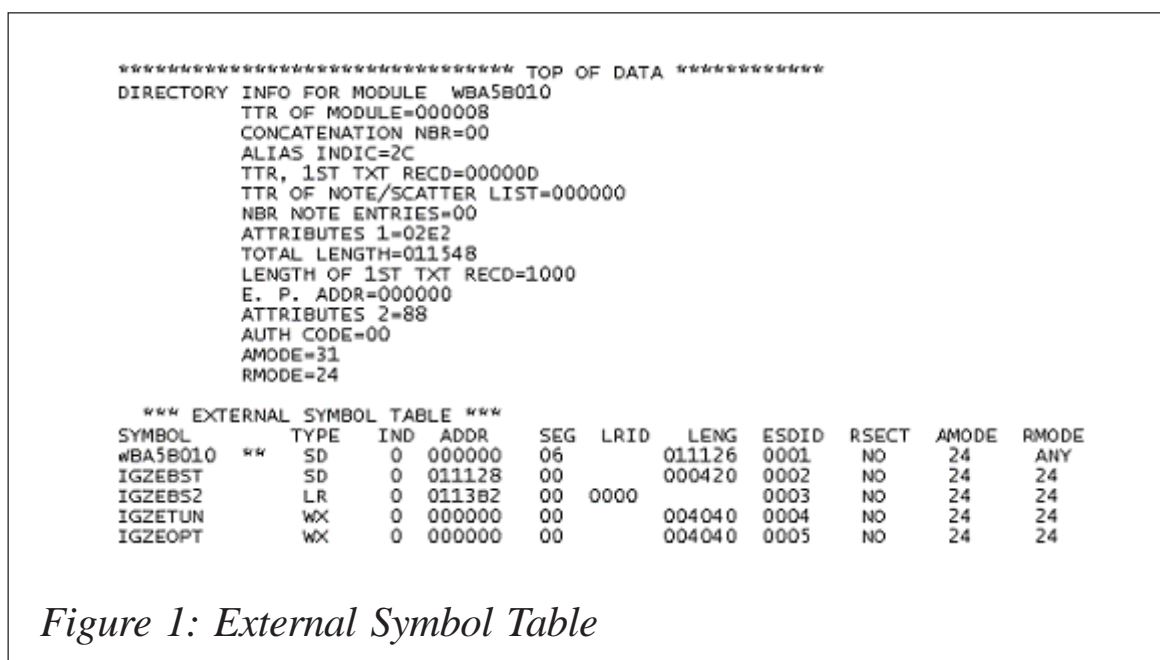 ******************************** TOP OF DATA ************
DIRECTORY INFO FOR MODULE WBA5B010
TTR OF MODULE=000008
CONCATENATION NBR=00
ALIAS INDIC=2C
TTR, 1ST TXT RECD=00000D
TTR OF NOTE/SCATTER LIST=000000
NBR NOTE ENTRIES=00
ATTRIBUTES 1=02E2
TOTAL LENGTH=011548
LENGTH OF 1ST TXT RECD=1000
E. P. ADDR=000000
ATTRIBUTES 2=88
AUTH CODE=00
AMODE=31
RMODE=24
*** EXTERNAL SYMBOL TABLE ***
SYMBOL TYPE IND ADDR SEG LRID LENG ESDID RSECT AMODE RMODE
WBA5B010 ** SD 0 000000 06 011126 0001 NO 24 ANY
IGZEBST SD 0 011128 00 000420 0002 NO 24 24
IGZEBS2 LR 0 0113B2 00 0000 0003 NO 24 24
IGZETUN WX 0 000000 00 004040 0004 NO 24 24
IGZEOPT WX 0 000000 00 004040 0005 NO 24 24
Figure 1: External Symbol Table